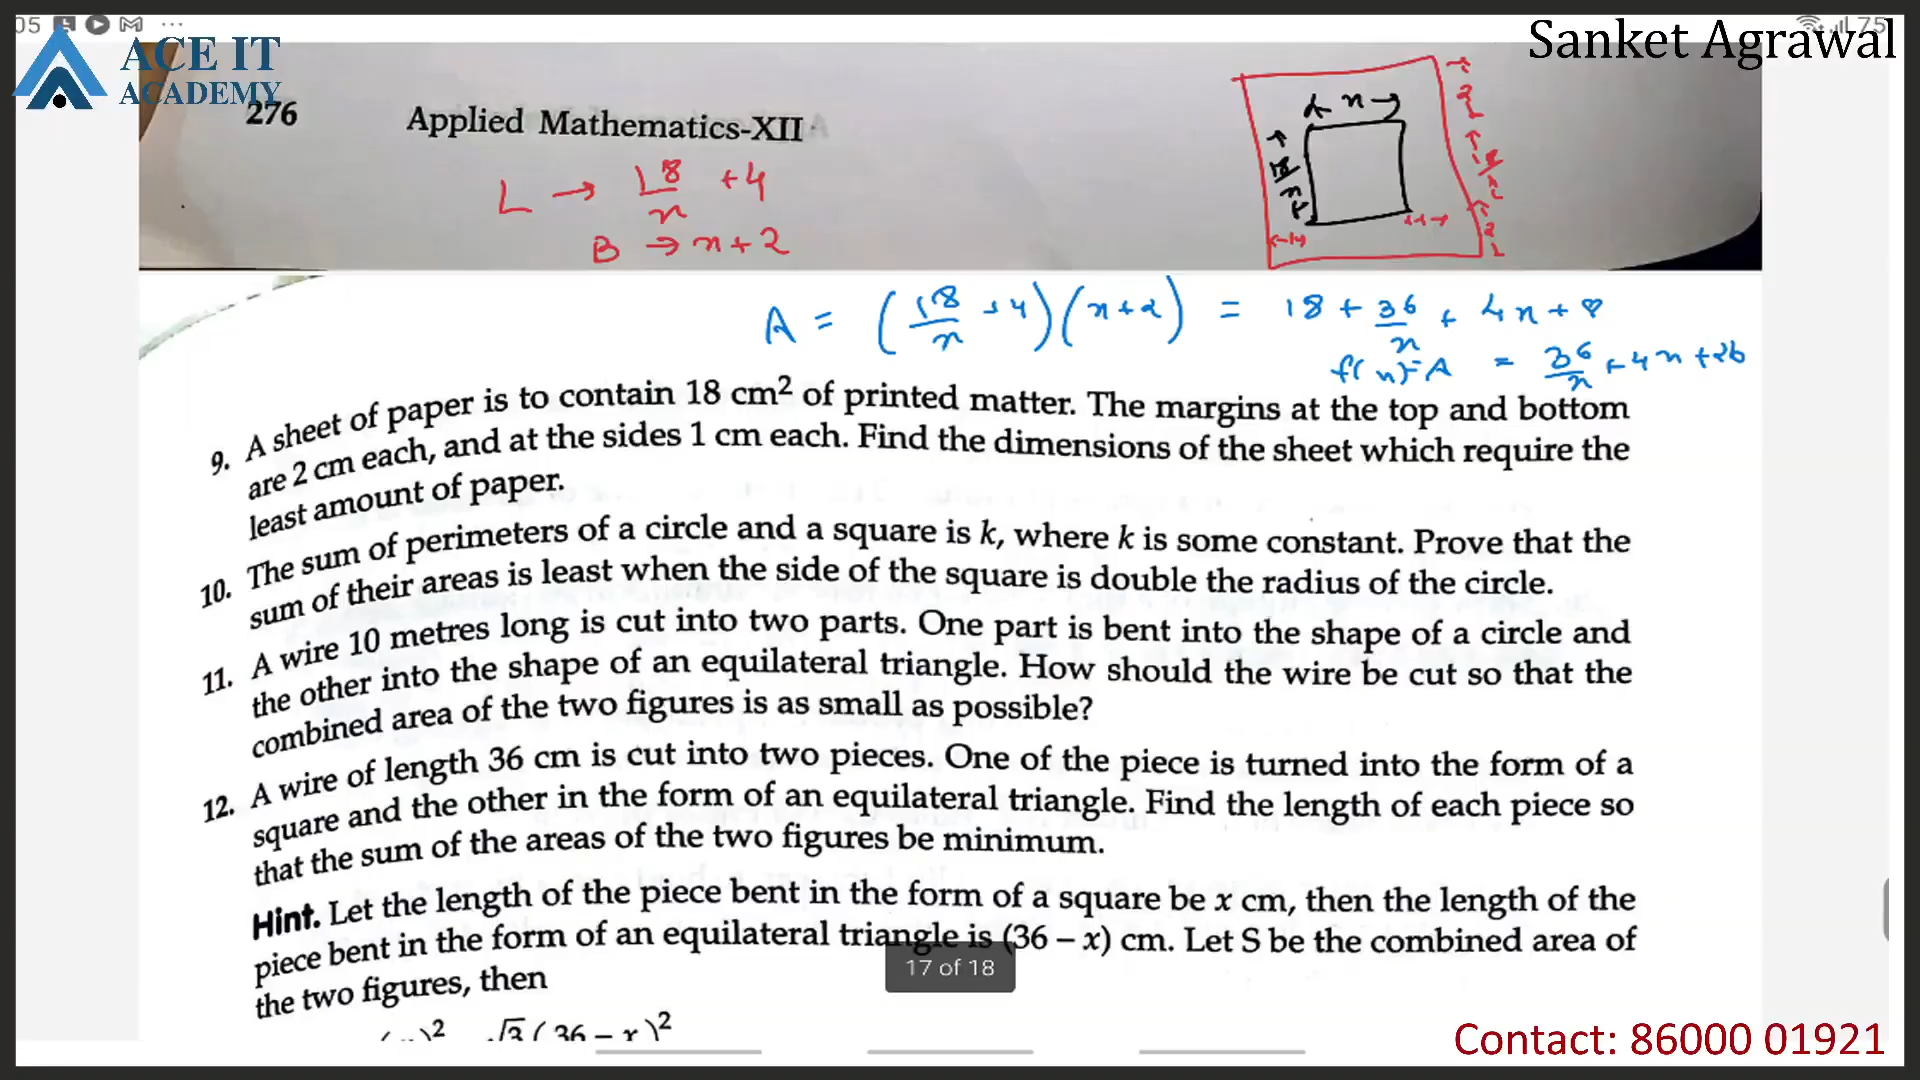 05 ... 75
ACE IT
ACADEMY
Sanket Agrawal
276 Applied Mathematics-XII
L → 18/x + 4
B → x + 2
x
18/x
2
18/x
2
A = (18/x + 4)(x + 2) = 18 + 36/x + 4x + 8
f(x) = A = 36/x + 4x + 26
9. A sheet of paper is to contain 18 cm² of printed matter. The margins at the top and bottom
are 2 cm each, and at the sides 1 cm each. Find the dimensions of the sheet which require the
least amount of paper.
10. The sum of perimeters of a circle and a square is k, where k is some constant. Prove that the
sum of their areas is least when the side of the square is double the radius of the circle.
11. A wire 10 metres long is cut into two parts. One part is bent into the shape of a circle and
the other into the shape of an equilateral triangle. How should the wire be cut so that the
combined area of the two figures is as small as possible?
12. A wire of length 36 cm is cut into two pieces. One of the piece is turned into the form of a
square and the other in the form of an equilateral triangle. Find the length of each piece so
that the sum of the areas of the two figures be minimum.
Hint. Let the length of the piece bent in the form of a square be x cm, then the length of the
piece bent in the form of an equilateral triangle is (36 – x) cm. Let S be the combined area of
the two figures, then
17 of 18
√3 (36 – x)²
Contact: 86000 01921